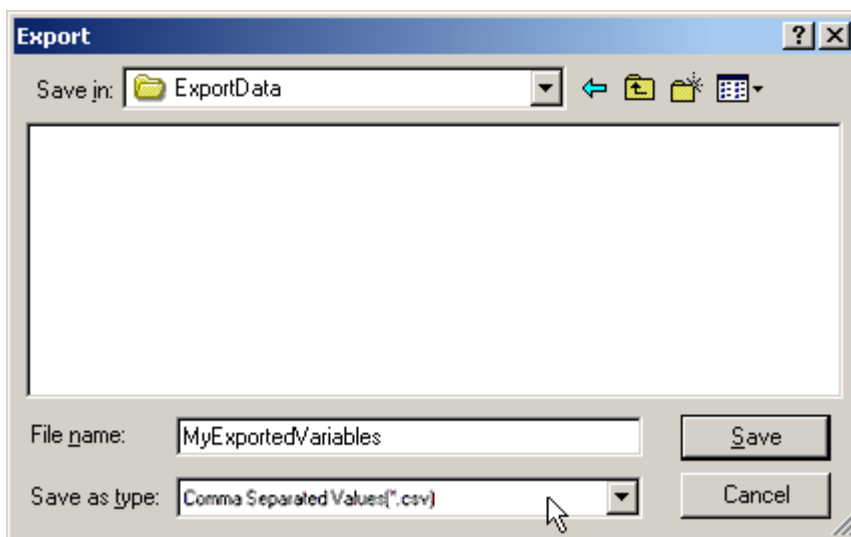 Export
Save in: ExportData
File name: MyExportedVariables Save
Save as type: Comma Separated Values(*.csv) Cancel